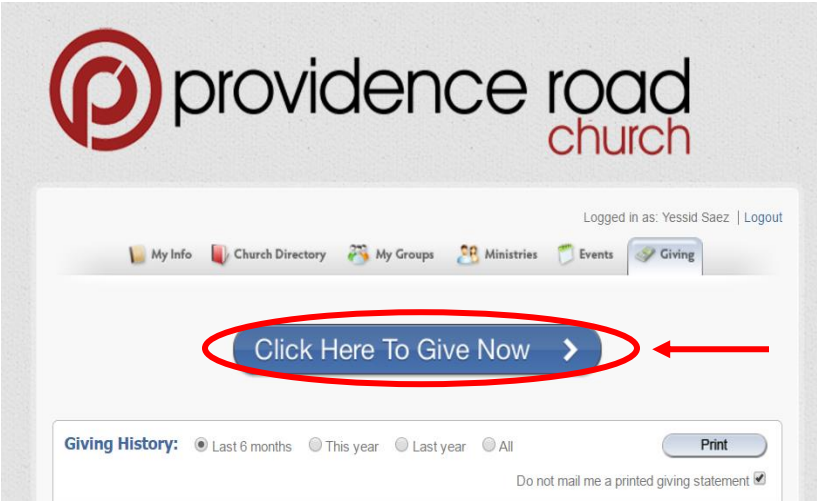 providence road
church
Logged in as: Yessid Saez | Logout
My Info Church Directory My Groups Ministries Events Giving
Click Here To Give Now
Giving History: Last 6 months This year Last year All Print
Do not mail me a printed giving statement